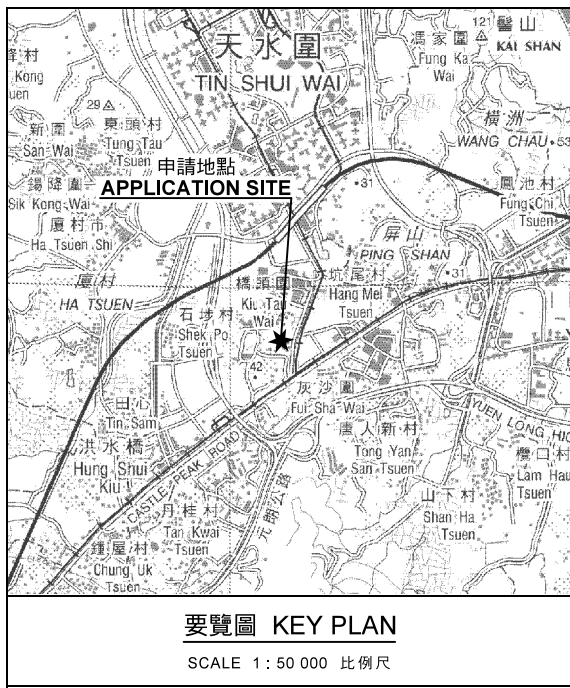 天水圍
TIN SHUI WAI
121
髻山
KAI SHAN
馮家圍
Fung Ka
Wai
Kong
uen
29
東頭村
Tung Tau
Tsuen
新圍
San Wai
橫洲
WANG CHAU
53
申請地點
APPLICATION SITE
錫降圍
Sik Kong Wai
31
鳳池村
Fung Chi
Tsuen
廈村市
Ha Tsuen Shi
屏山
PING SHAN
廈村
HA TSUEN
橋頭圍
Kiu Tau
Wai
坑尾村
Hang Mei
Tsuen
31
石埗村
Shek Po
Tsuen
42
灰沙圍
Fui Sha Wai
田心
Tin Sam
YUEN LONG HIG
唐人新村
Tong Yan
San Tsuen
洪水橋
Hung Shui
Kiu
CASTLE PEAK ROAD
欖口村
Lam Hau
Tsuen
元朗公路
山下村
Shan Ha
Tsuen
丹桂村
Tan Kwai
Tsuen
鍾屋村
Chung Uk
Tsuen
要覽圖 KEY PLAN
SCALE 1 : 50 000 比例尺